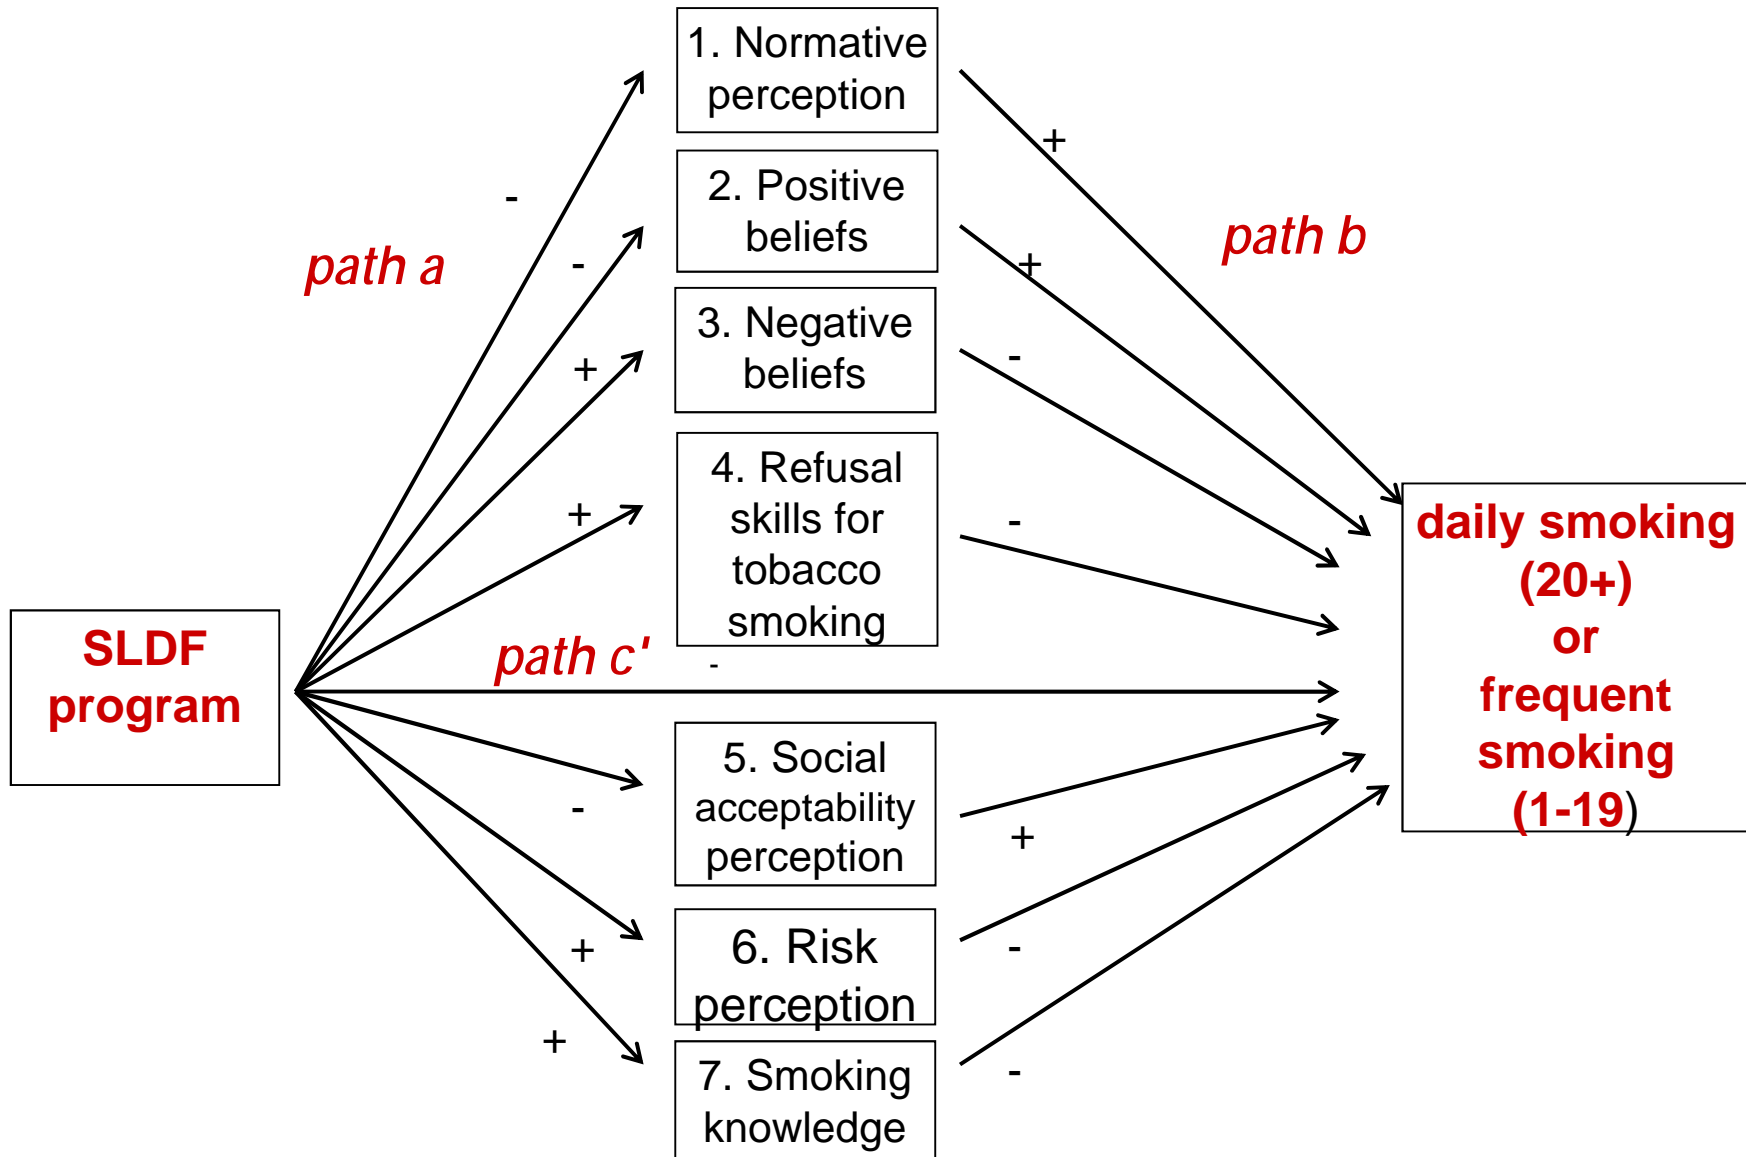 1. Normative
perception
+
-
2. Positive
beliefs
path a
-
path b
+
3. Negative
beliefs
+
-
4. Refusal
skills for
tobacco
smoking
+
-
daily smoking
(20+)
or
frequent
smoking
(1-19)
SLDF
program
path c'
-
5. Social
acceptability
perception
-
+
6. Risk
perception
+
-
7. Smoking
knowledge
+
-